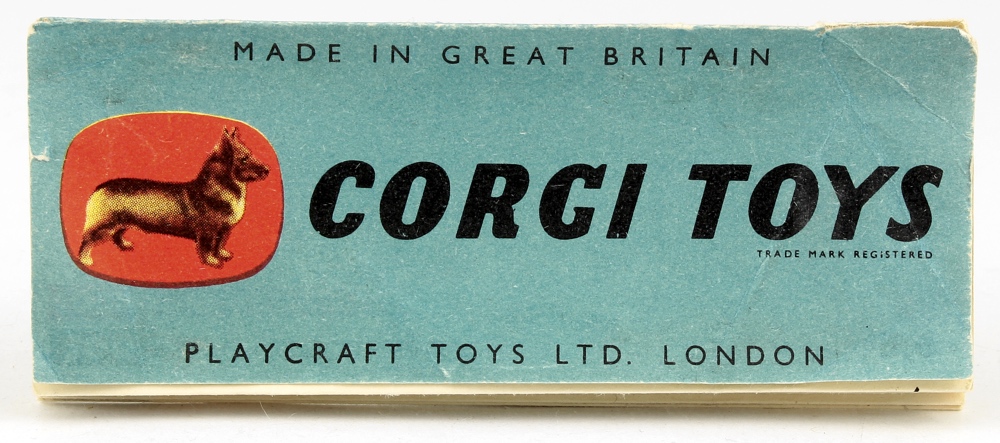 MADE IN GREAT BRITAIN
CORGI TOYS
TRADE MARK REGISTERED
PLAYCRAFT TOYS LTD. LONDON